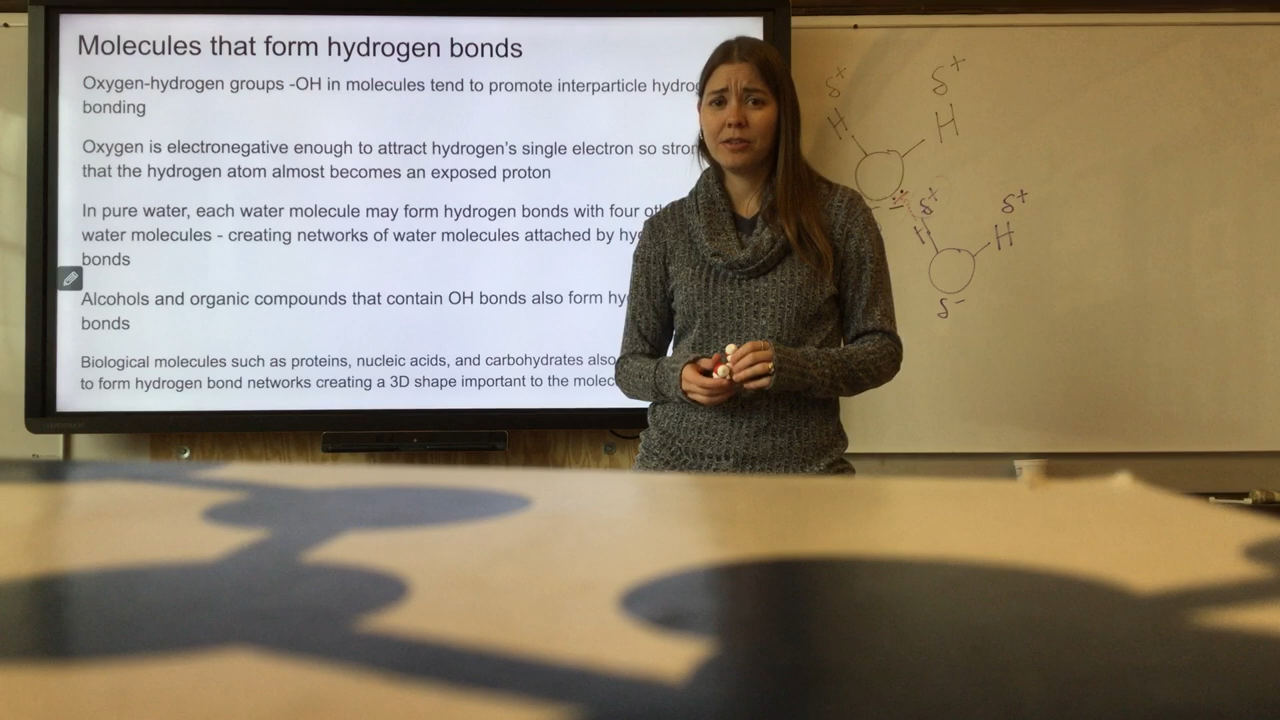 Molecules that form hydrogen bonds
Oxygen-hydrogen groups -OH in molecules tend to promote interparticle
bonding
Oxygen is electronegative enough to attract hydrogen's single electron so
that the hydrogen atom almost becomes an exposed proton
In pure water, each water molecule may form hydrogen bonds with four
water molecules - creating networks of water molecules attached by
bonds
Alcohols and organic compounds that contain OH bonds also form
bonds
Biological molecules such as proteins, nucleic acids, and carbohydrates also
to form hydrogen bond networks creating a 3D shape important to the
δ+ δ+
H H
δ+ δ+
H H
δ-